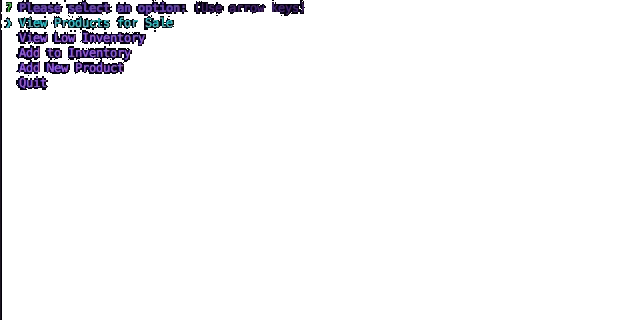 ? Please select an option: (Use arrow keys)
❯ View Products for Sale
View Low Inventory
Add to Inventory
Add New Product
Quit